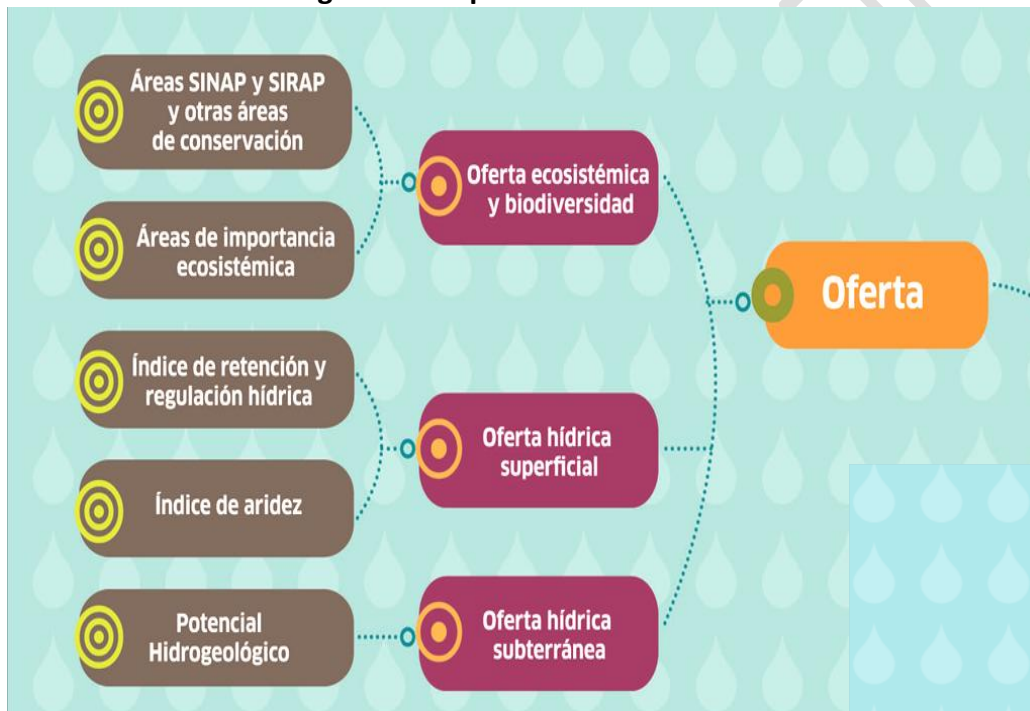 Áreas SINAP y SIRAP
y otras áreas
de conservación
Áreas de importancia
ecosistémica
Índice de retención y
regulación hídrica
Índice de aridez
Potencial
Hidrogeológico
Oferta ecosistémica
y biodiversidad
Oferta hídrica
superficial
Oferta hídrica
subterránea
Oferta